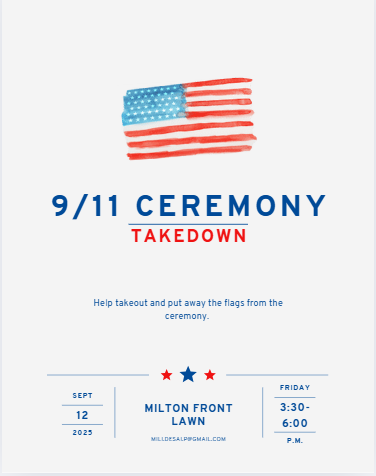 9/11 CEREMONY
TAKEDOWN
Help takeout and put away the flags from the
ceremony.
SEPT
12
2025
MILTON FRONT
LAWN
MILLDESALP@GMAIL.COM
FRIDAY
3:30-
6:00
P.M.